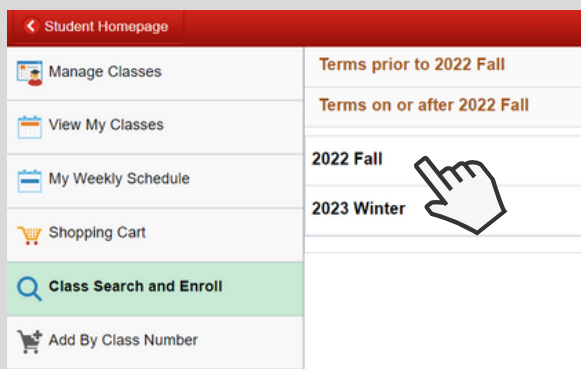 Student Homepage
Manage Classes
View My Classes
My Weekly Schedule
Shopping Cart
Class Search and Enroll
Add By Class Number
Terms prior to 2022 Fall
Terms on or after 2022 Fall
2022 Fall
2023 Winter